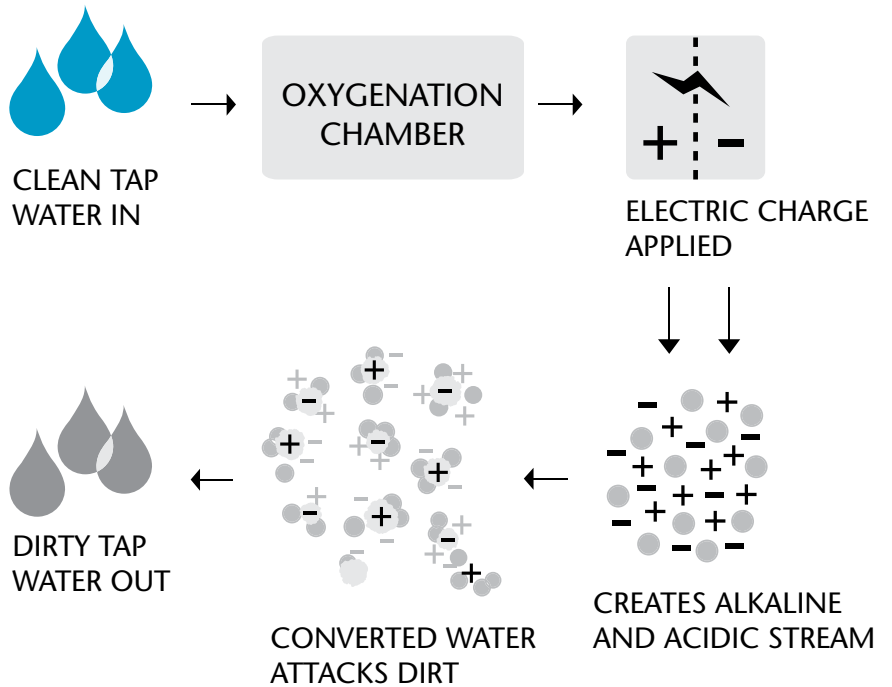 CLEAN TAP
WATER IN
OXYGENATION
CHAMBER
ELECTRIC CHARGE
APPLIED
CREATES ALKALINE
AND ACIDIC STREAM
CONVERTED WATER
ATTACKS DIRT
DIRTY TAP
WATER OUT